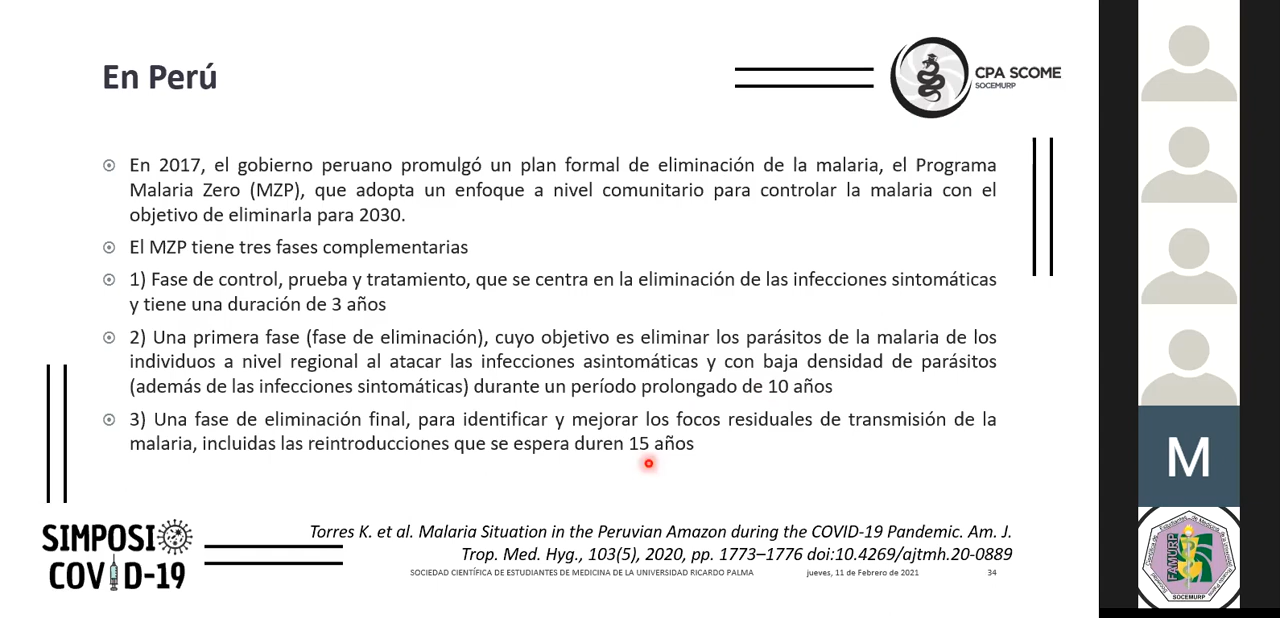 En Perú
CPA SCOME
SOCEMURP
En 2017, el gobierno peruano promulgó un plan formal de eliminación de la malaria, el Programa
Malaria Zero (MZP), que adopta un enfoque a nivel comunitario para controlar la malaria con el
objetivo de eliminarla para 2030.
El MZP tiene tres fases complementarias
1) Fase de control, prueba y tratamiento, que se centra en la eliminación de las infecciones sintomáticas
y tiene una duración de 3 años
2) Una primera fase (fase de eliminación), cuyo objetivo es eliminar los parásitos de la malaria de los
individuos a nivel regional al atacar las infecciones asintomáticas y con baja densidad de parásitos
(además de las infecciones sintomáticas) durante un período prolongado de 10 años
3) Una fase de eliminación final, para identificar y mejorar los focos residuales de transmisión de la
malaria, incluidas las reintroducciones que se espera duren 15 años
SIMPOSIO
COVID-19
Torres K. et al. Malaria Situation in the Peruvian Amazon during the COVID-19 Pandemic. Am. J.
Trop. Med. Hyg., 103(5), 2020, pp. 1773–1776 doi:10.4269/ajtmh.20-0889
SOCIEDAD CIENTÍFICA DE ESTUDIANTES DE MEDICINA DE LA UNIVERSIDAD RICARDO PALMA
jueves, 11 de Febrero de 2021
34
M
FAMURP
SOCEMURP